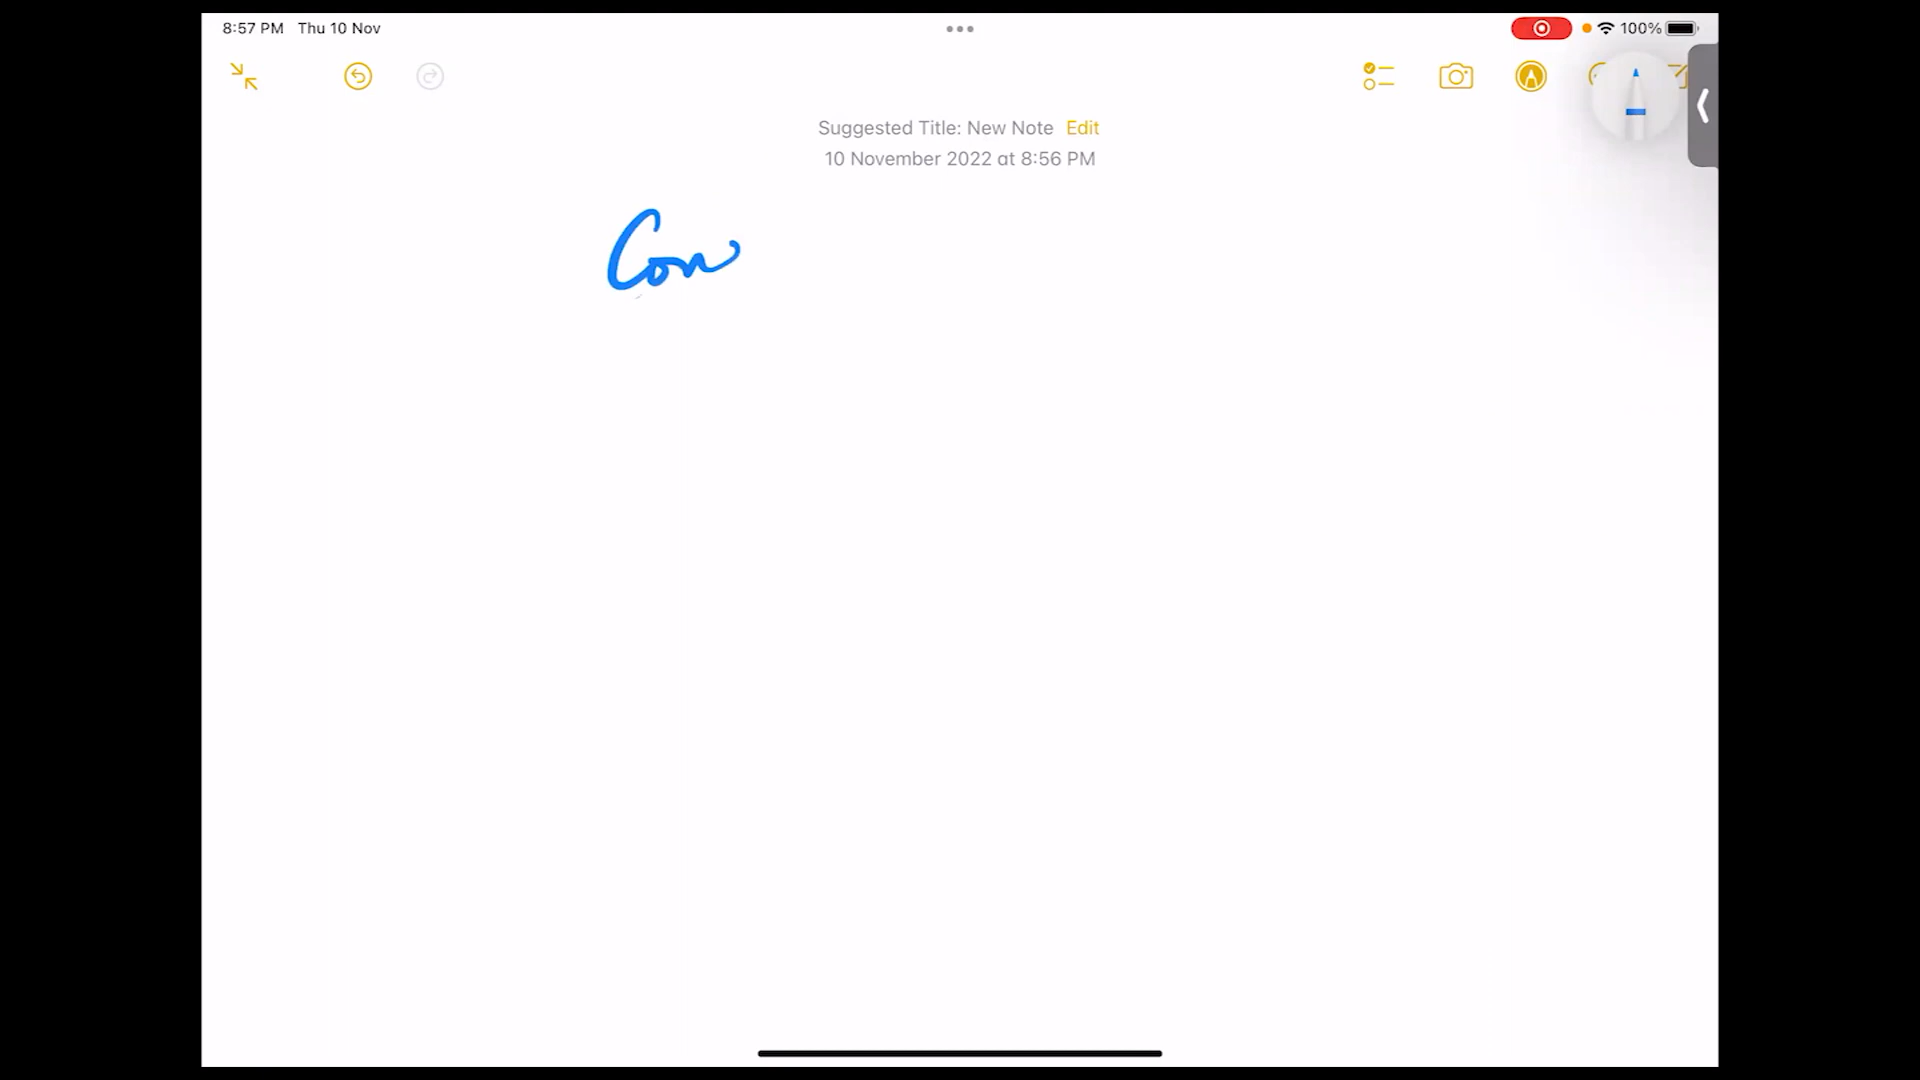 8:57 PM Thu 10 Nov 100%
Suggested Title: New Note Edit
10 November 2022 at 8:56 PM
Con